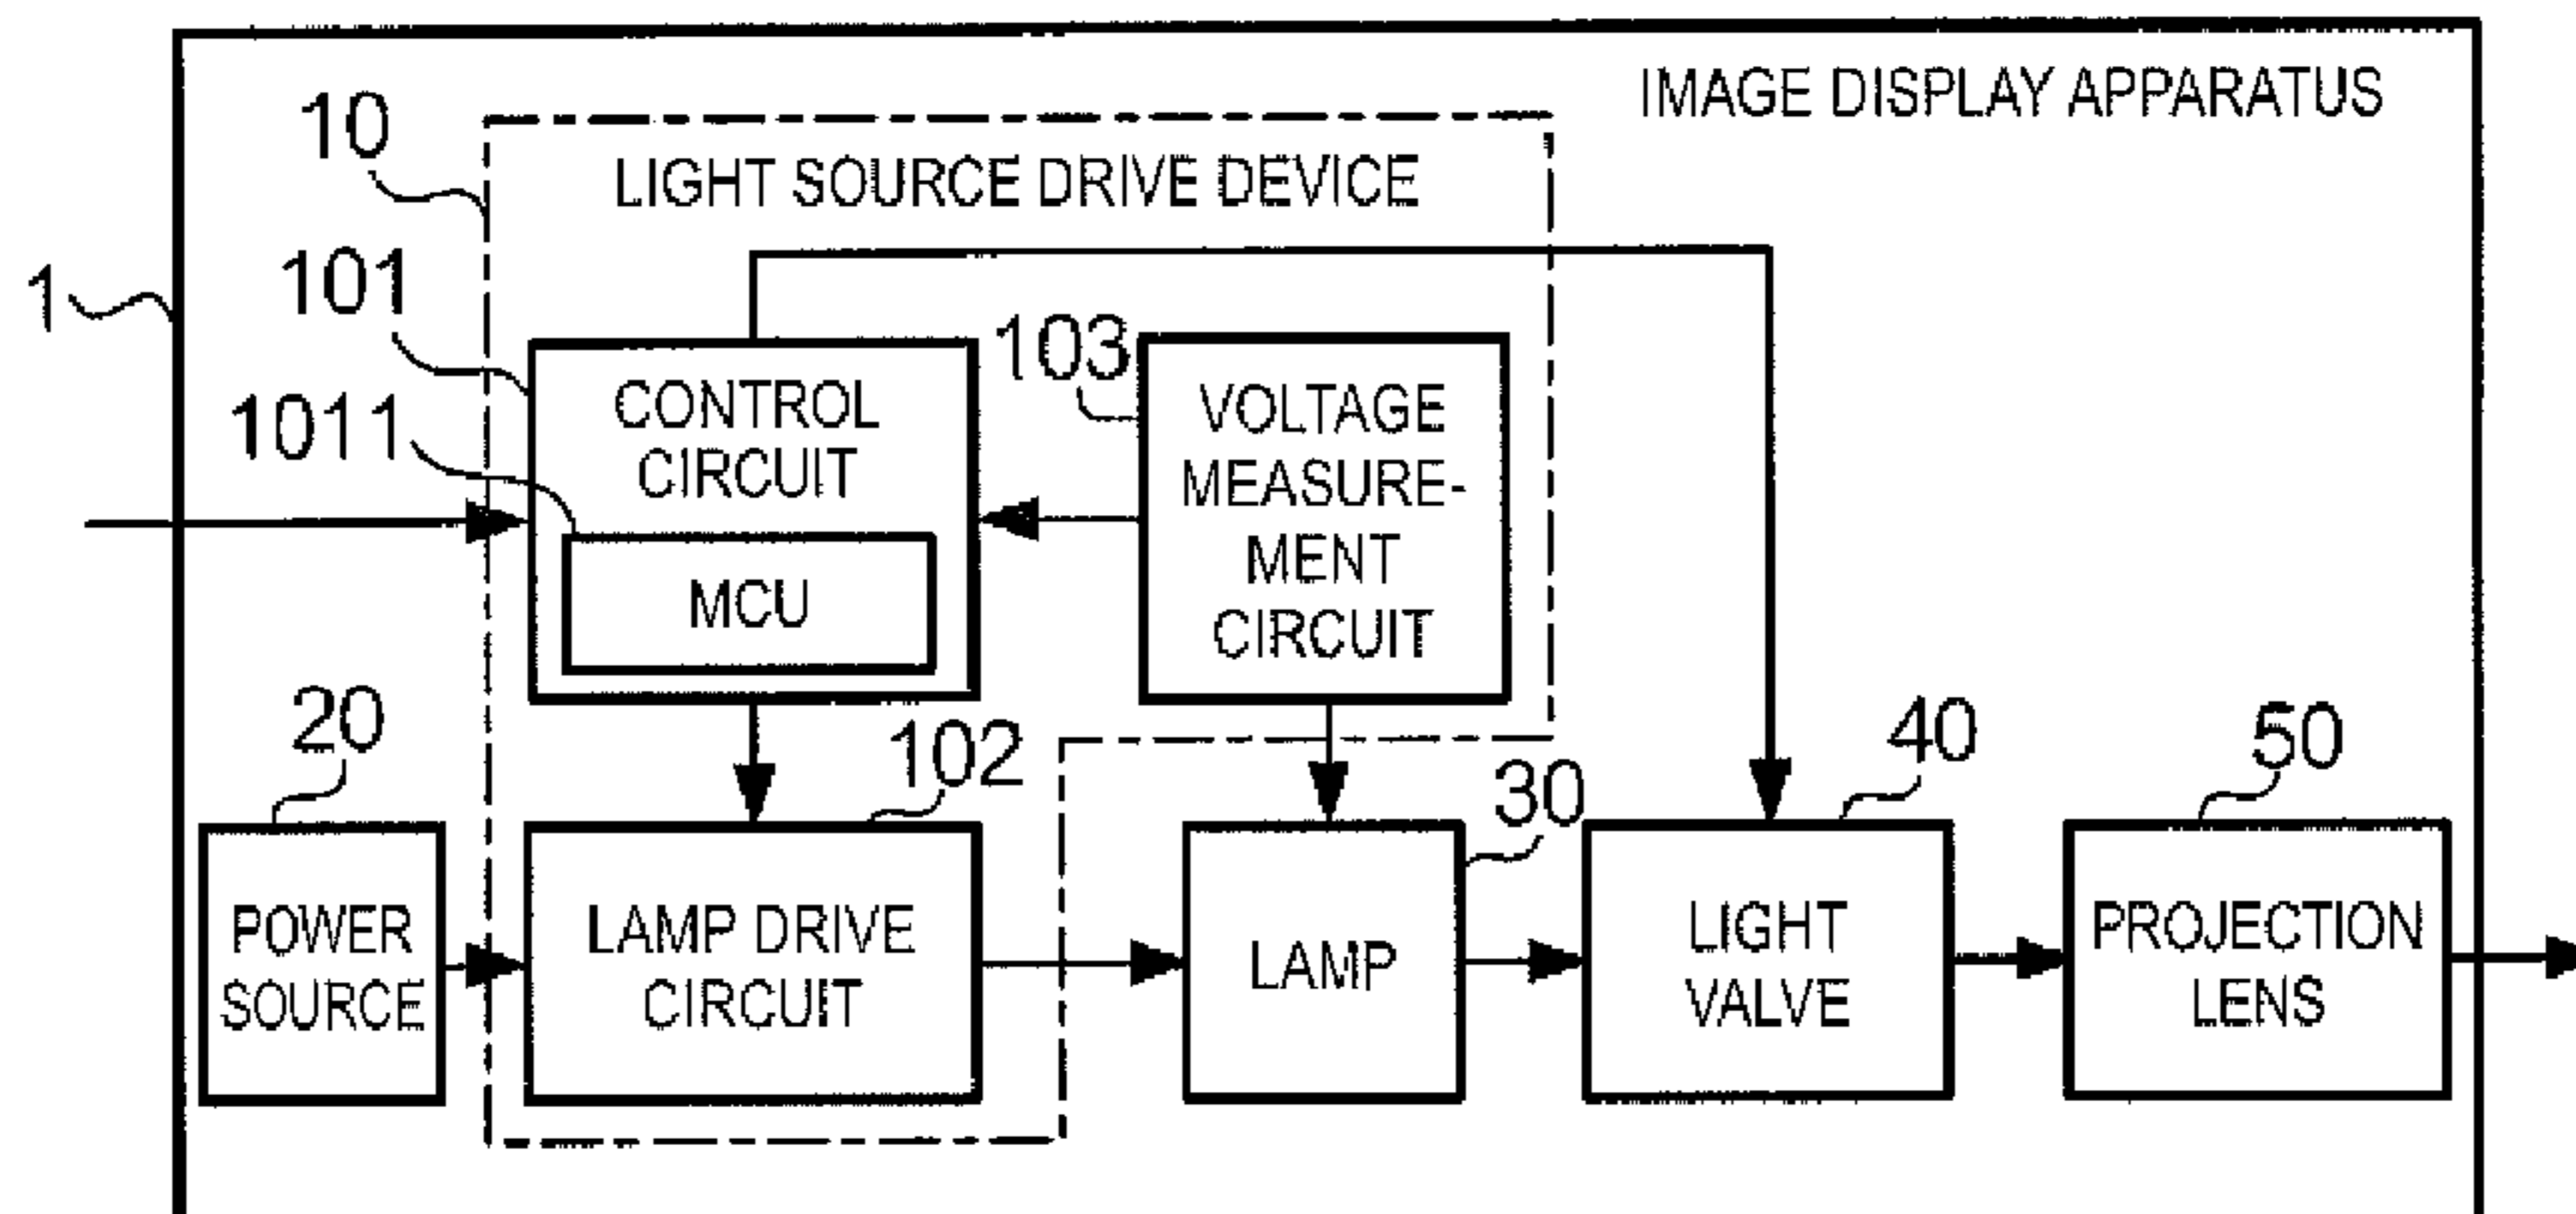 IMAGE DISPLAY APPARATUS
10
LIGHT SOURCE DRIVE DEVICE
1
101
103
1011
CONTROL
CIRCUIT
MCU
VOLTAGE
MEASURE-
MENT
CIRCUIT
20
102
30
40
50
POWER
SOURCE
LAMP DRIVE
CIRCUIT
LAMP
LIGHT
VALVE
PROJECTION
LENS